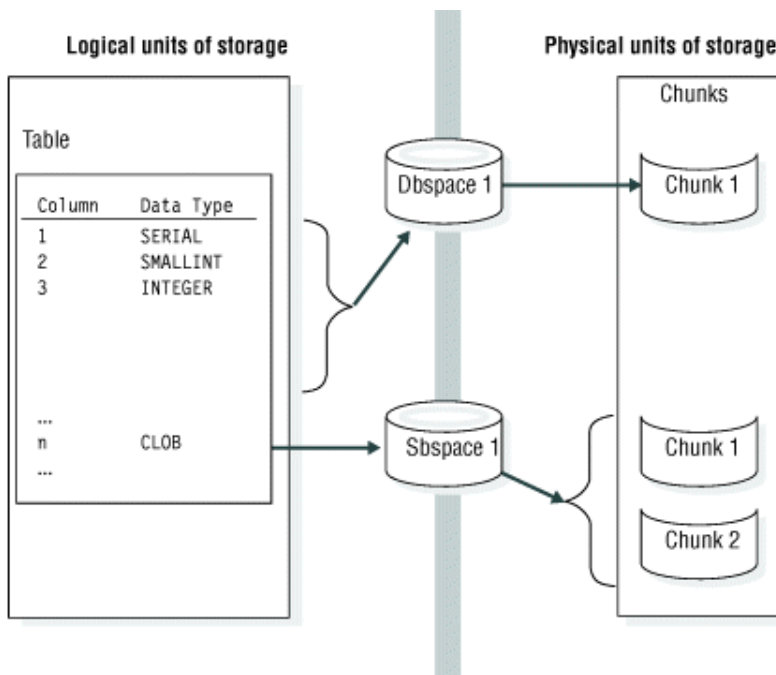 Logical units of storage
Physical units of storage
Table
Column Data Type
1 SERIAL
2 SMALLINT
3 INTEGER
...
n CLOB
...
Dbspace 1
Sbspace 1
Chunks
Chunk 1
Chunk 1
Chunk 2